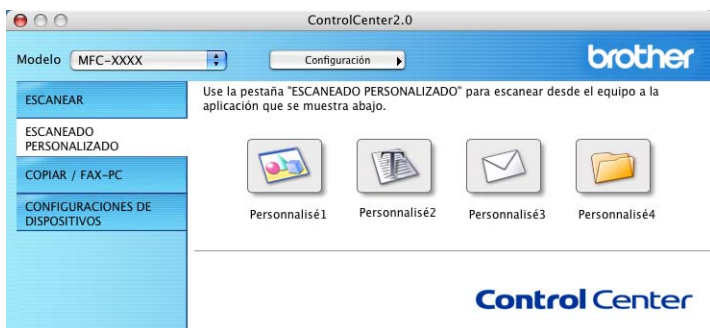 ControlCenter2.0
Modelo MFC-XXXX Configuración brother
ESCANEAR
ESCANEADO
PERSONALIZADO
COPIAR / FAX-PC
CONFIGURACIONES DE
DISPOSITIVOS
Use la pestaña "ESCANEADO PERSONALIZADO" para escanear desde el equipo a la
aplicación que se muestra abajo.
T
Personnalisé1 Personnalisé2 Personnalisé3 Personnalisé4
Control Center